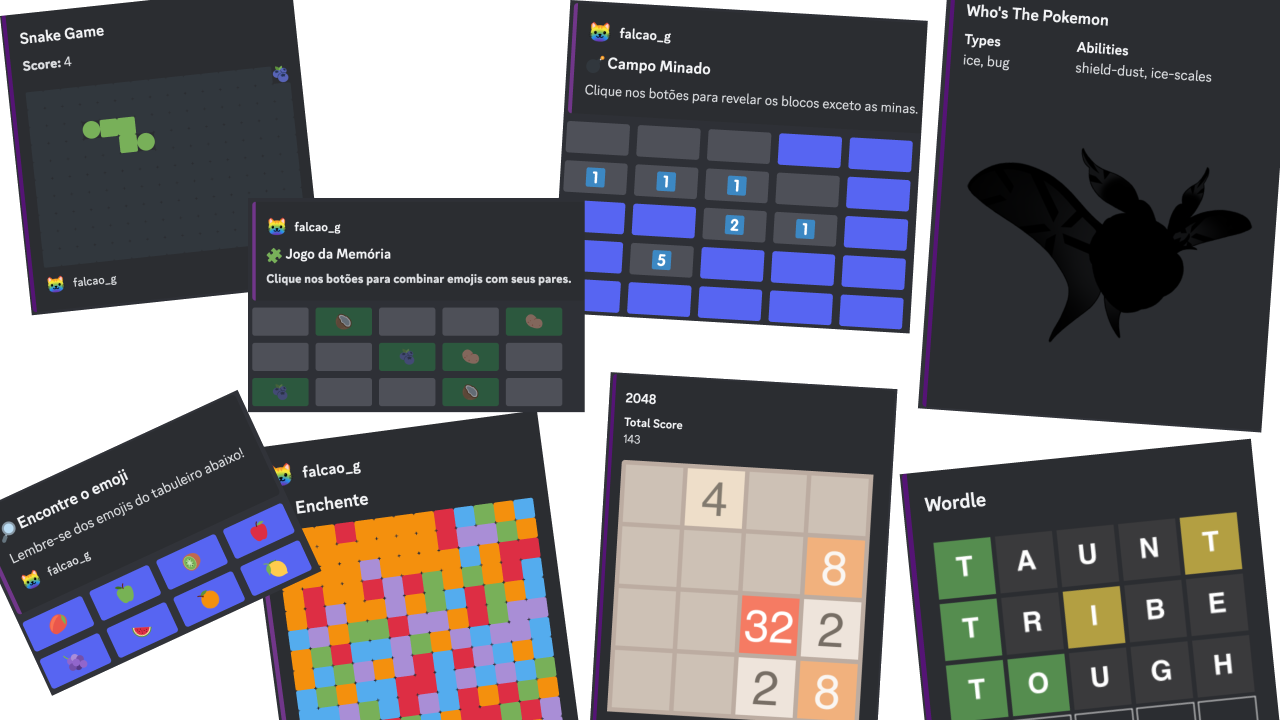 Snake Game
Score: 4
falcao_g
falcao_g
Jogo da Memória
Clique nos botões para combinar emojis com seus pares.
falcao_g
Campo Minado
Clique nos botões para revelar os blocos exceto as minas.
1 1 1
2 1
5
Who's The Pokemon
Types
ice, bug
Abilities
shield-dust, ice-scales
Encontre o emoji
Lembre-se dos emojis do tabuleiro abaixo!
falcao_g
falcao_g
Enchente
2048
Total Score
143
4
8
32 2
2 8
Wordle
T A U N T
T R I B E
T O U G H